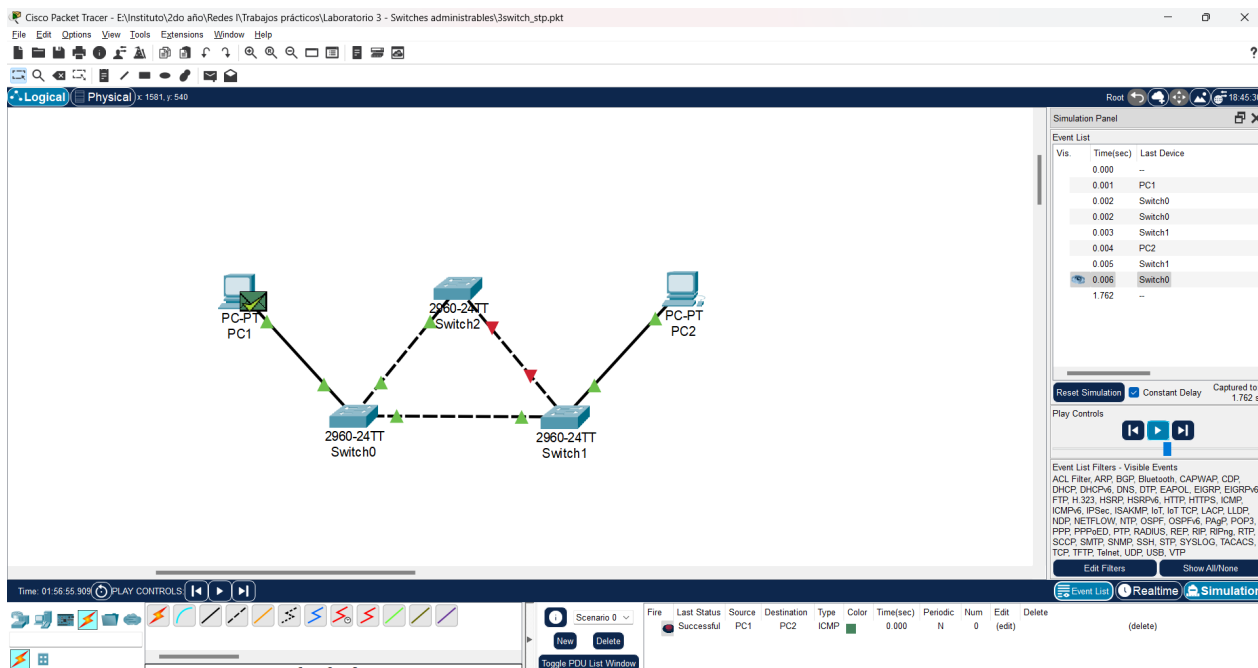 Cisco Packet Tracer - E:\Instituto\2do año\Redes I\Trabajos prácticos\Laboratorio 3 - Switches administrables\3switch_stp.pkt
File Edit Options View Tools Extensions Window Help
?
Logical Physical x: 1581, y: 540 Root 18:45:30
Simulation Panel
Event List
Vis. Time(sec) Last Device
0.000 --
0.001 PC1
0.002 Switch0
0.002 Switch0
0.003 Switch1
0.004 PC2
0.005 Switch1
0.006 Switch0
1.762 --
PC-PT
PC1
2960-24TT
Switch2
PC-PT
PC2
2960-24TT
Switch0
2960-24TT
Switch1
Reset Simulation Constant Delay Captured to
1.762 s
Play Controls
Event List Filters - Visible Events
ACL Filter, ARP, BGP, Bluetooth, CAPWAP, CDP,
DHCP, DHCPv6, DNS, DTP, EAPOL, EIGRP, EIGRPv6
FTP, H.323, HSRP, HSRPv6, HTTP, HTTPS, ICMP,
ICMPv6, IPSec, ISAKMP, IoT, IoT TCP, LACP, LLDP,
NDP, NETFLOW, NTP, OSPF, OSPFv6, PAgP, POP3,
PPP, PPPoED, PTP, RADIUS, REP, RIP, RIPng, RTP,
SCCP, SMTP, SNMP, SSH, STP, SYSLOG, TACACS,
TCP, TFTP, Telnet, UDP, USB, VTP
Edit Filters Show All/None
Time: 01:56:55.909 PLAY CONTROLS: Event List Realtime Simulation
Scenario 0
New Delete
Toggle PDU List Window
Fire Last Status Source Destination Type Color Time(sec) Periodic Num Edit Delete
Successful PC1 PC2 ICMP 0.000 N 0 (edit) (delete)